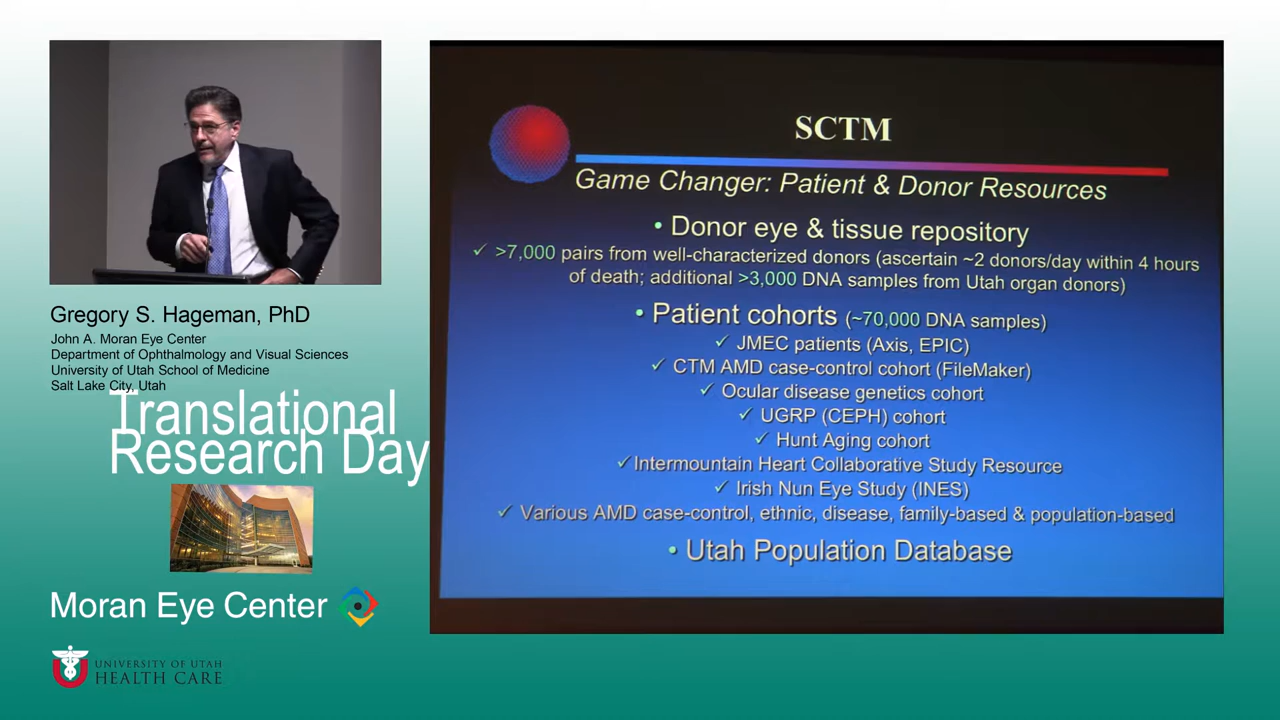 Gregory S. Hageman, PhD
John A. Moran Eye Center
Department of Ophthalmology and Visual Sciences
University of Utah School of Medicine
Salt Lake City, Utah
Translational
Research Day
Moran Eye Center
UNIVERSITY OF UTAH
HEALTH CARE
SCTM
Game Changer: Patient & Donor Resources
• Donor eye & tissue repository
✓ >7,000 pairs from well-characterized donors (ascertain ~2 donors/day within 4 hours
of death; additional >3,000 DNA samples from Utah organ donors)
• Patient cohorts (~70,000 DNA samples)
✓ JMEC patients (Axis, EPIC)
✓ CTM AMD case-control cohort (FileMaker)
✓ Ocular disease genetics cohort
✓ UGRP (CEPH) cohort
✓ Hunt Aging cohort
✓Intermountain Heart Collaborative Study Resource
✓ Irish Nun Eye Study (INES)
✓ Various AMD case-control, ethnic, disease, family-based & population-based
• Utah Population Database